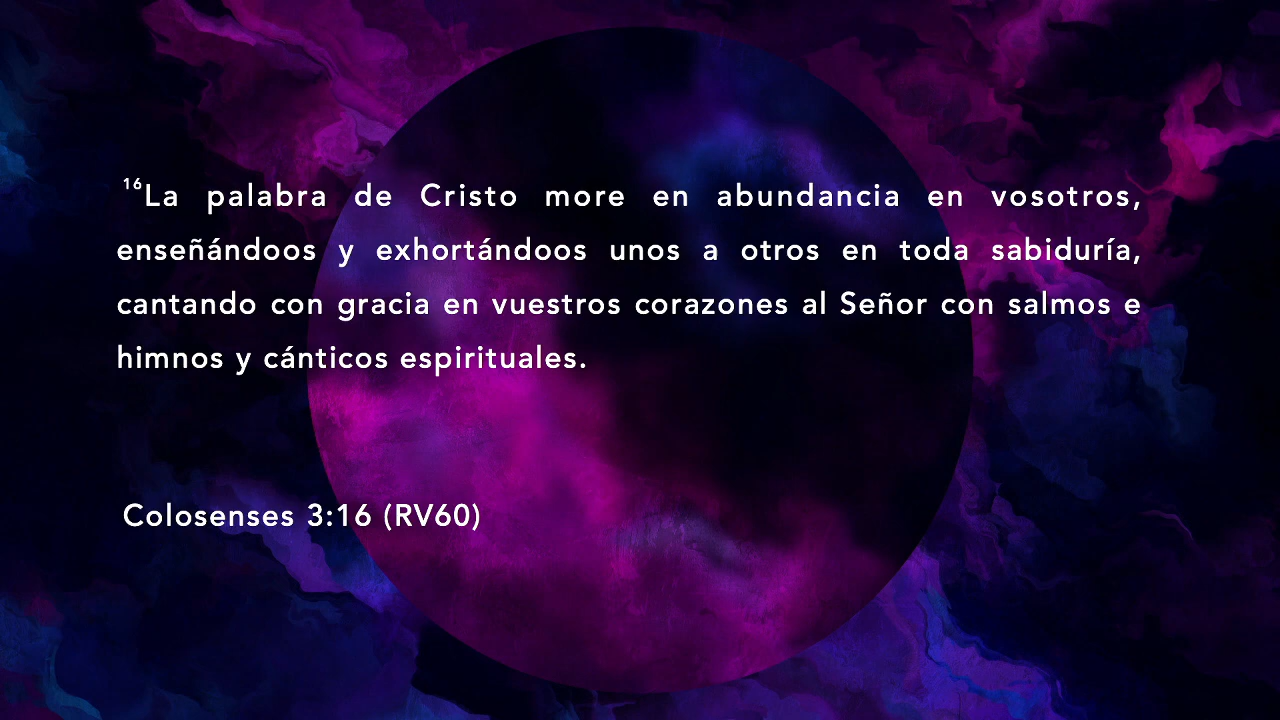 16La palabra de Cristo more en abundancia en vosotros,
enseñándoos y exhortándoos unos a otros en toda sabiduría,
cantando con gracia en vuestros corazones al Señor con salmos e
himnos y cánticos espirituales.
Colosenses 3:16 (RV60)